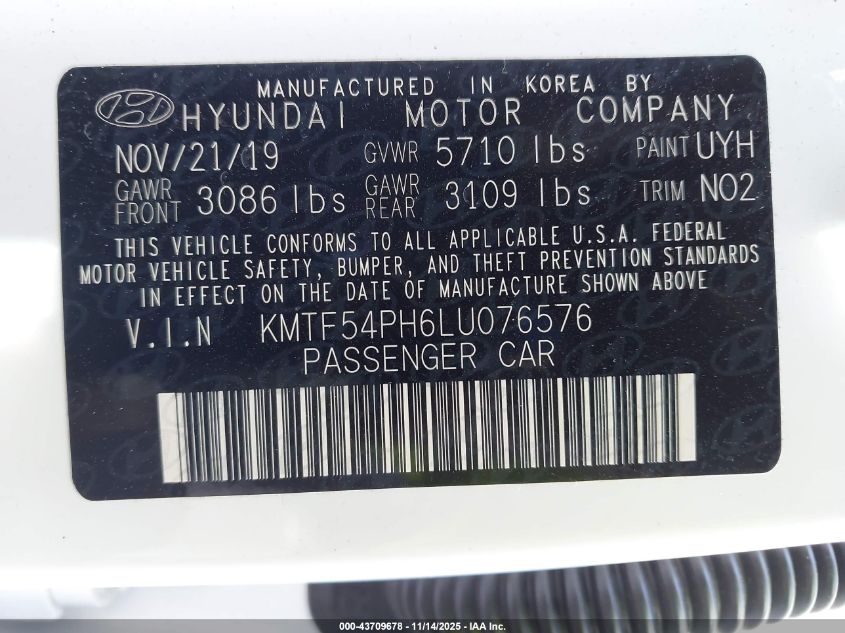 MANUFACTURED IN KOREA BY
HYUNDAI MOTOR COMPANY
NOV/21/19 GVWR 5710 lbs PAINT UYH
GAWR FRONT 3086 lbs GAWR REAR 3109 lbs TRIM NO2
THIS VEHICLE CONFORMS TO ALL APPLICABLE U.S.A. FEDERAL
MOTOR VEHICLE SAFETY, BUMPER, AND THEFT PREVENTION STANDARDS
IN EFFECT ON THE DATE OF MANUFACTURE SHOWN ABOVE
V.I.N KMTF54PH6LU076576
PASSENGER CAR
000-43709678 - 11/14/2025 - IAA Inc.